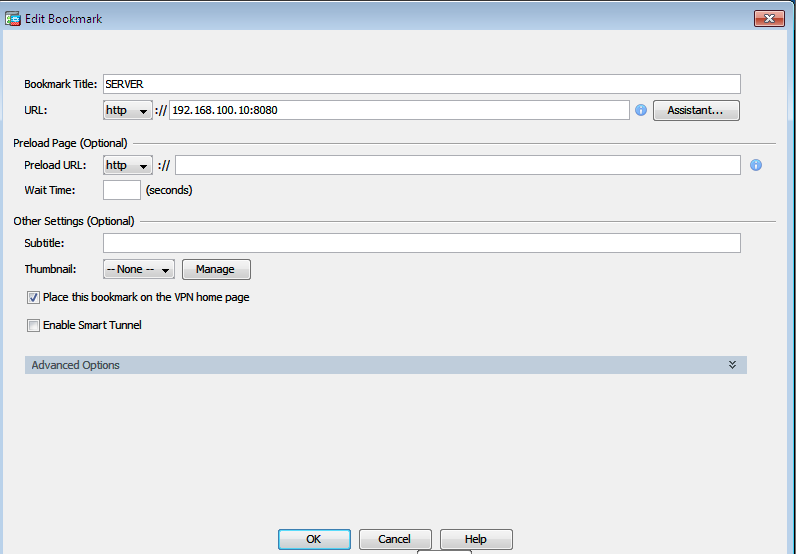 Edit Bookmark
Bookmark Title: SERVER
URL: http :// 192.168.100.10:8080 Assistant...
Preload Page (Optional)
Preload URL: http ://
Wait Time: (seconds)
Other Settings (Optional)
Subtitle:
Thumbnail: -- None -- Manage
Place this bookmark on the VPN home page
Enable Smart Tunnel
Advanced Options
OK Cancel Help